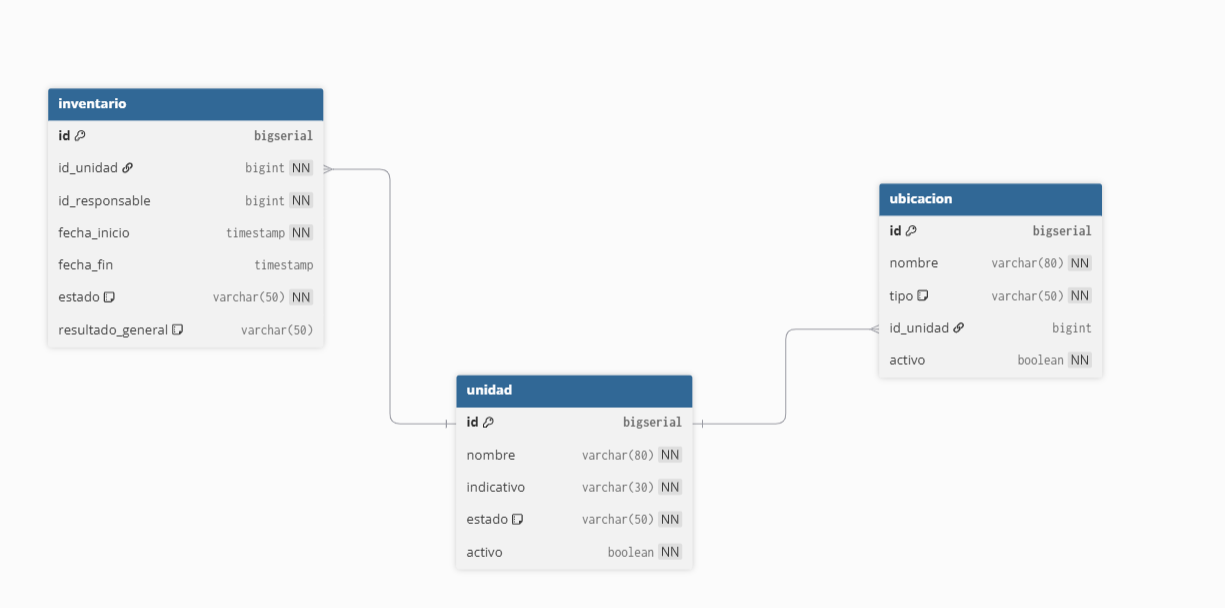 inventario
id bigserial
id_unidad bigint NN
id_responsable bigint NN
fecha_inicio timestamp NN
fecha_fin timestamp
estado varchar(50) NN
resultado_general varchar(50)
unidad
id bigserial
nombre varchar(80) NN
indicativo varchar(30) NN
estado varchar(50) NN
activo boolean NN
ubicacion
id bigserial
nombre varchar(80) NN
tipo varchar(50) NN
id_unidad bigint
activo boolean NN